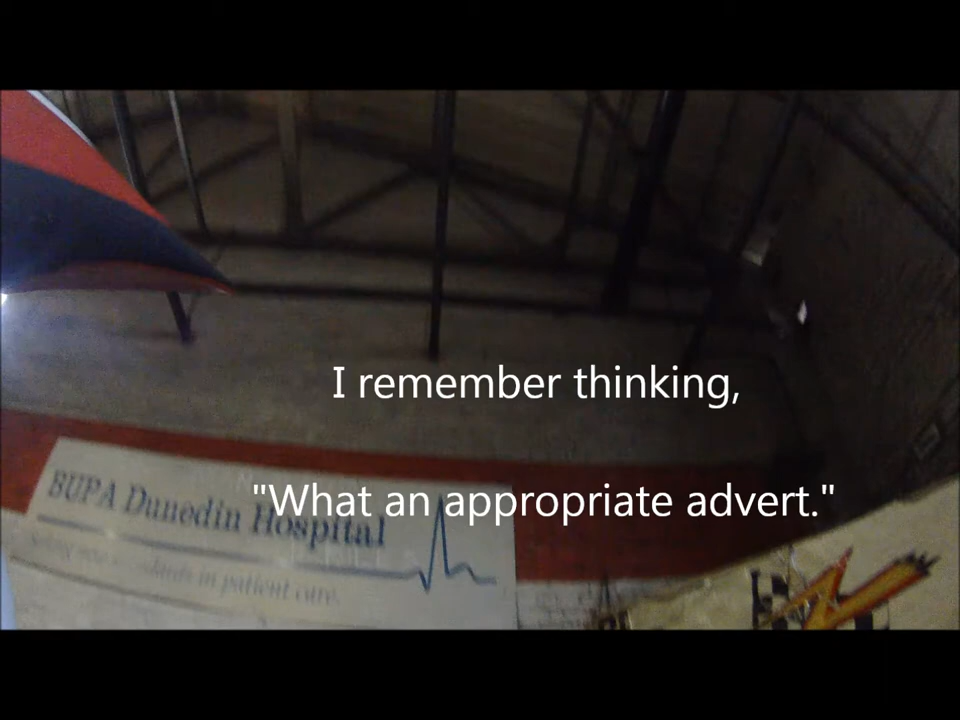 I remember thinking,
"What an appropriate advert."
BUPA Dunedin Hospital
in patient care.